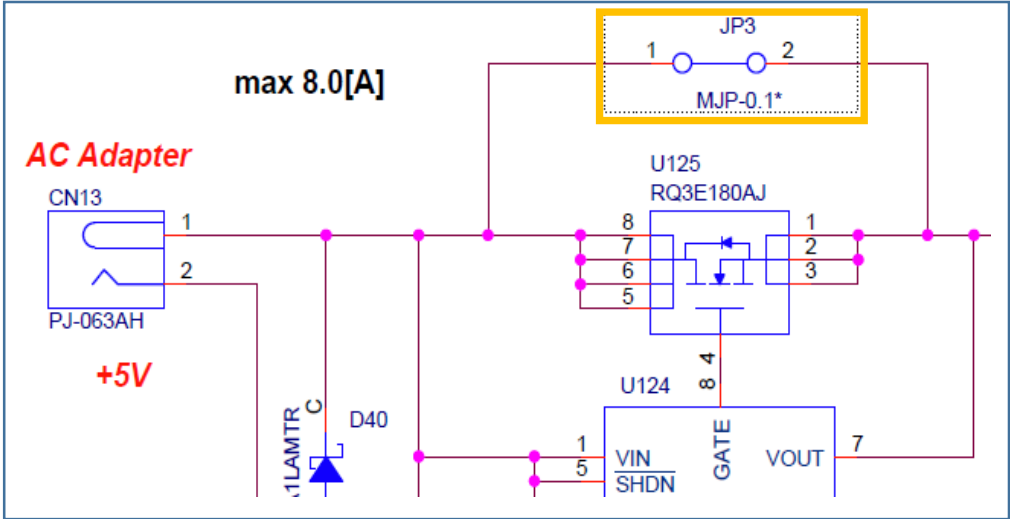 JP3
1 2
max 8.0[A]
MJP-0.1*
AC Adapter
U125
RQ3E180AJ
CN13
1
8 1
7 2
6 3
5
2
PJ-063AH
+5V
4
8
U124
C
D40
A1LAMTR
1 VIN
GATE
VOUT 7
5 SHDN